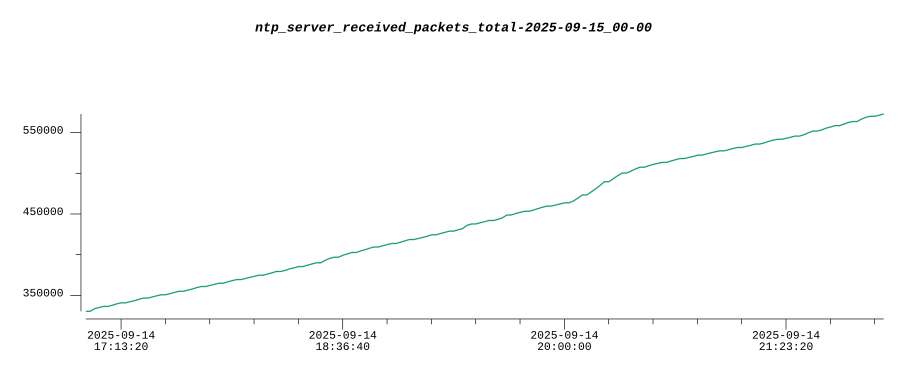 ntp_server_received_packets_total-2025-09-15_00-00
550000
450000
350000
2025-09-14 2025-09-14 2025-09-14 2025-09-14
17:13:20 18:36:40 20:00:00 21:23:20